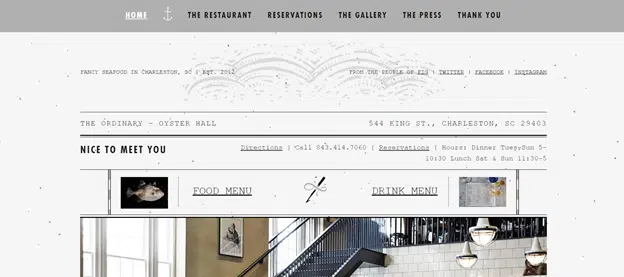 HOME THE RESTAURANT RESERVATIONS THE GALLERY THE PRESS THANK YOU
FANCY SEAFOOD IN CHARLESTON, SC / EST. 2012 FROM THE PEOPLE OF FIG | TWITTER | FACEBOOK | INSTAGRAM
THE ORDINARY - OYSTER HALL 544 KING ST., CHARLESTON, SC 29403
NICE TO MEET YOU Directions | Call 843.414.7060 | Reservations | Hours: Dinner Tues-Sun 5-
10:30 Lunch Sat & Sun 11:30-5
FOOD MENU DRINK MENU